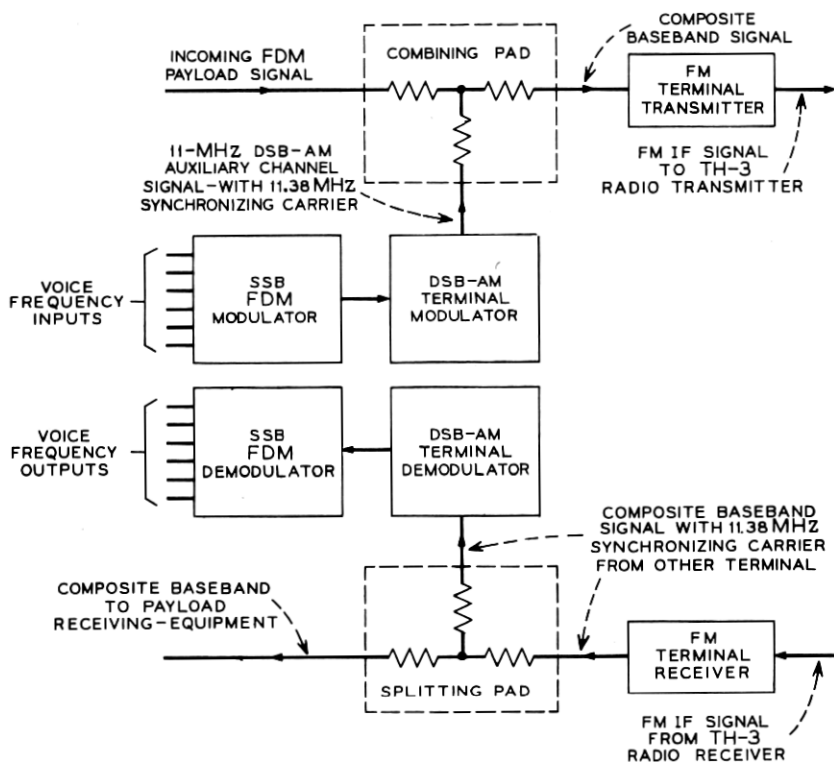 COMPOSITE
BASEBAND SIGNAL
INCOMING FDM
PAYLOAD SIGNAL
COMBINING PAD
FM
TERMINAL
TRANSMITTER
11-MHz DSB-AM
AUXILIARY CHANNEL
SIGNAL-WITH 11.38 MHz
SYNCHRONIZING CARRIER
FM IF SIGNAL
TO TH-3
RADIO TRANSMITTER
VOICE
FREQUENCY
INPUTS
SSB
FDM
MODULATOR
DSB-AM
TERMINAL
MODULATOR
VOICE
FREQUENCY
OUTPUTS
SSB
FDM
DEMODULATOR
DSB-AM
TERMINAL
DEMODULATOR
COMPOSITE BASEBAND
SIGNAL WITH 11.38 MHz
SYNCHRONIZING CARRIER
FROM OTHER TERMINAL
COMPOSITE BASEBAND
TO PAYLOAD
RECEIVING-EQUIPMENT
SPLITTING PAD
FM
TERMINAL
RECEIVER
FM IF SIGNAL
FROM TH-3
RADIO RECEIVER